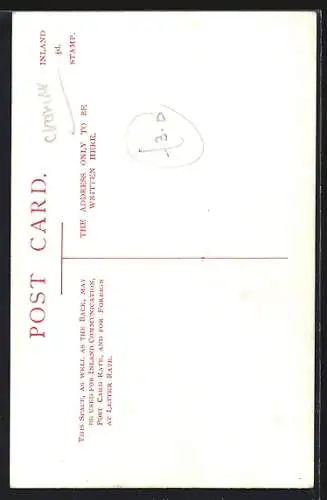 POST CARD.
THIS SPACE, AS WELL AS THE BACK, MAY
BE USED FOR INLAND COMMUNICATION,
POST CARD RATE, AND FOR FOREIGN
AT LETTER RATE.
THE ADDRESS ONLY TO BE
WRITTEN HERE.
INLAND
½d.
STAMP.